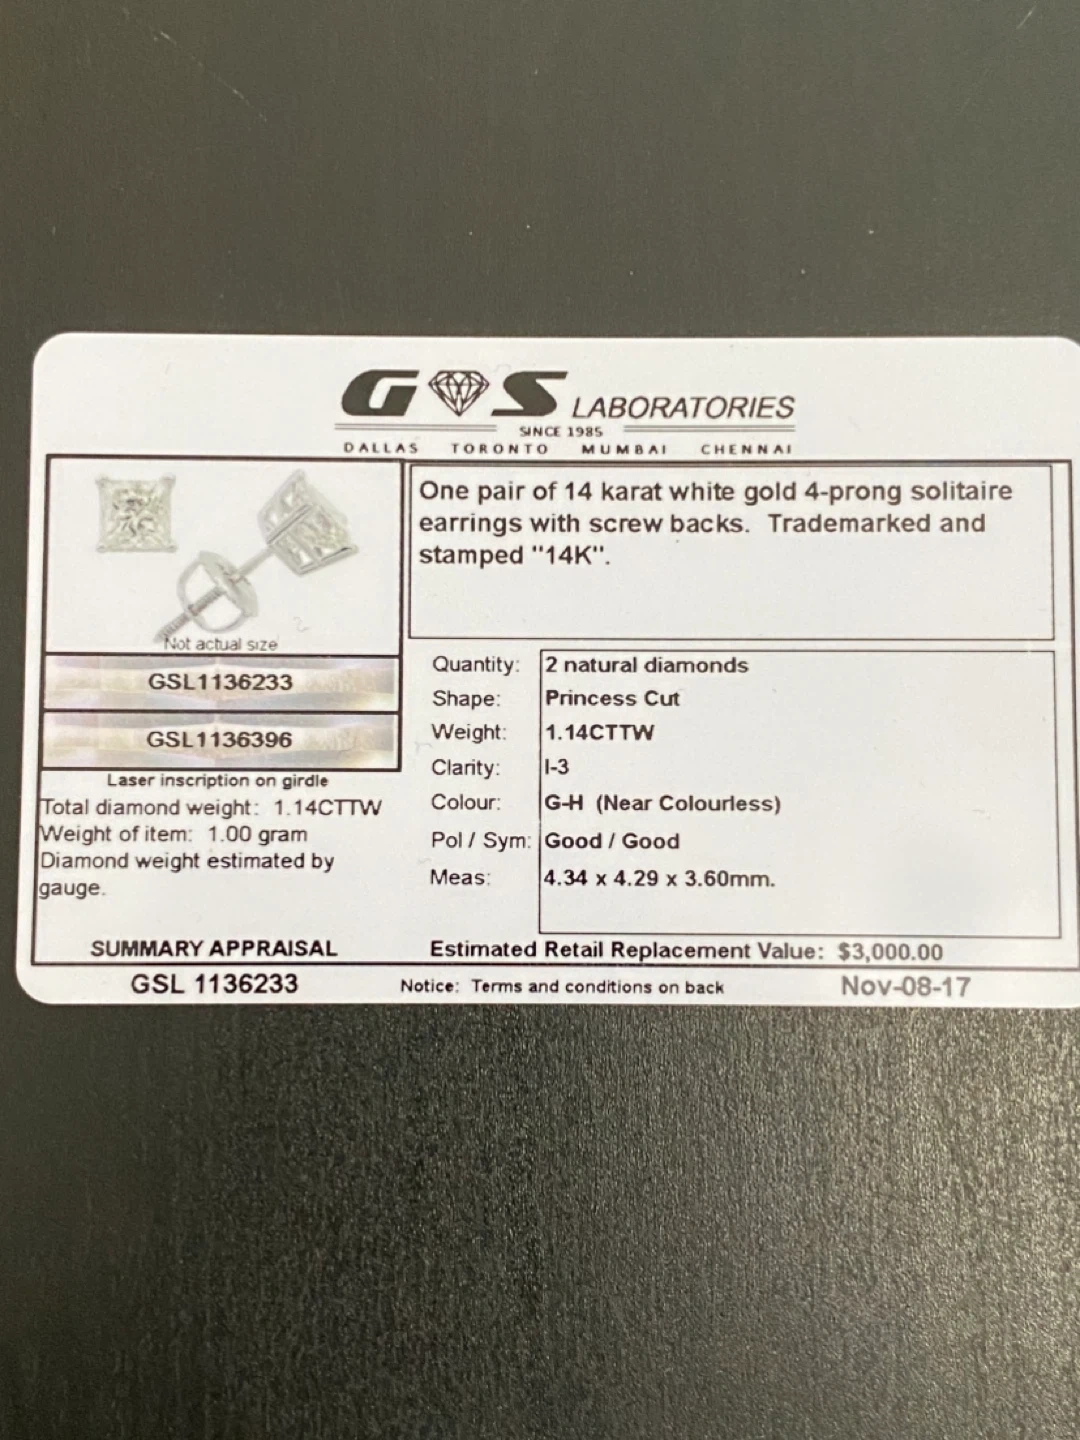 G S LABORATORIES
SINCE 1985
DALLAS TORONTO MUMBAI CHENNAI
Not actual size
GSL1136233
GSL1136396
Laser inscription on girdle
Total diamond weight: 1.14CTTW
Weight of item: 1.00 gram
Diamond weight estimated by
gauge.
One pair of 14 karat white gold 4-prong solitaire
earrings with screw backs. Trademarked and
stamped "14K".
Quantity: 2 natural diamonds
Shape: Princess Cut
Weight: 1.14CTTW
Clarity: I-3
Colour: G-H (Near Colourless)
Pol / Sym: Good / Good
Meas: 4.34 x 4.29 x 3.60mm.
SUMMARY APPRAISAL Estimated Retail Replacement Value: $3,000.00
GSL 1136233 Notice: Terms and conditions on back Nov-08-17